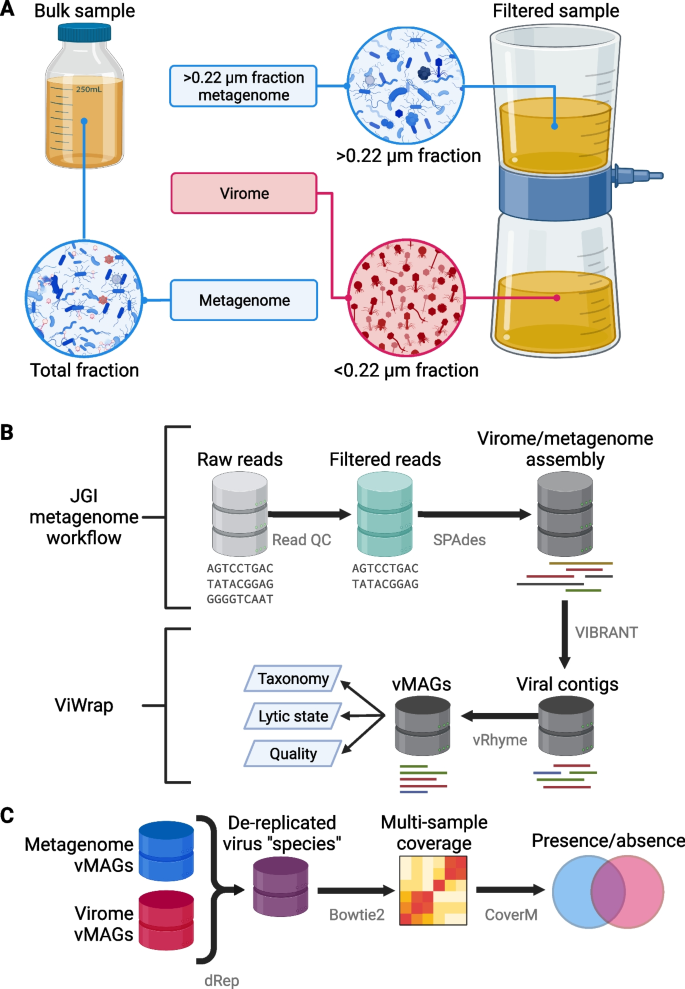 A
Bulk sample
Filtered sample
250mL
>0.22 µm fraction
metagenome
>0.22 µm fraction
Virome
Metagenome
Total fraction
<0.22 µm fraction
B
Virome/metagenome
assembly
Raw reads
Filtered reads
JGI
metagenome
workflow
Read QC
SPAdes
AGTCCTGAC
TATACGGAG
GGGGTCAAT
AGTCCTGAC
TATACGGAG
VIBRANT
ViWrap
Taxonomy
Lytic state
Quality
vMAGs
Viral contigs
vRhyme
C
Metagenome
vMAGs
Virome
vMAGs
De-replicated
virus "species"
Multi-sample
coverage
Presence/absence
Bowtie2
CoverM
dRep